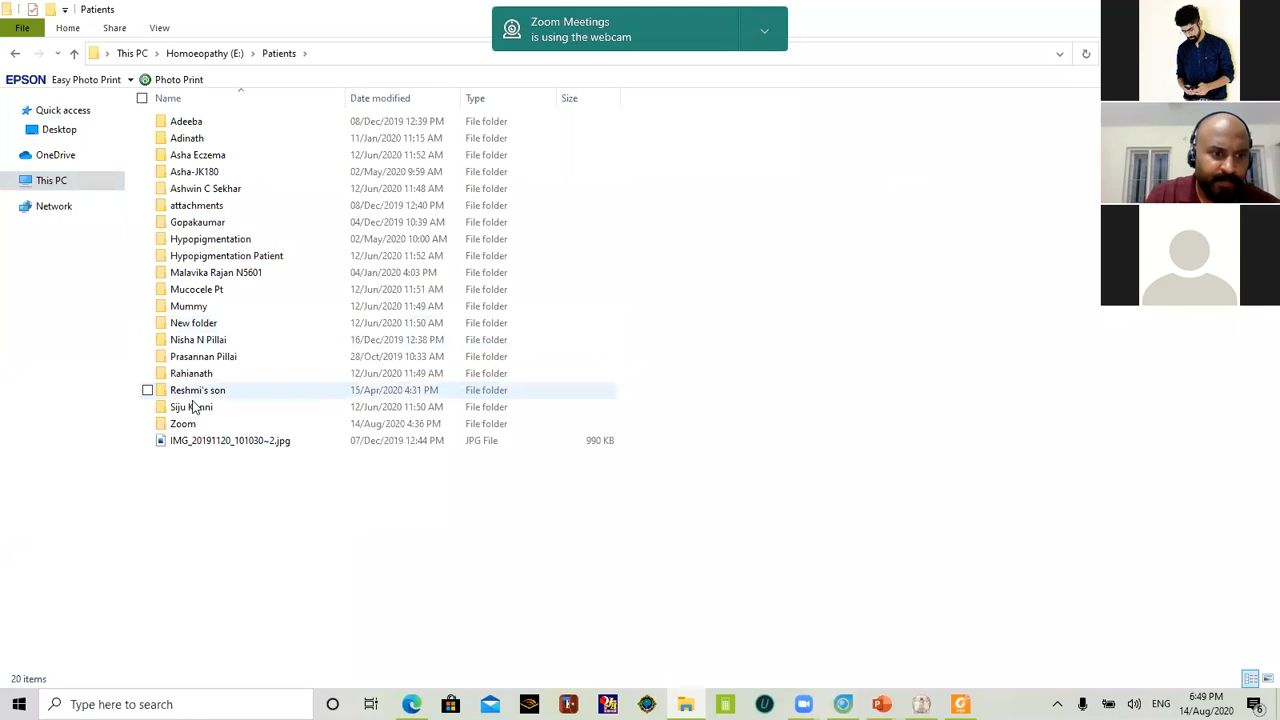 Patients
File Home Share View
This PC Homoeopathy (E:) Patients
EPSON Easy Photo Print Photo Print
Zoom Meetings
is using the webcam
Quick access
Desktop
OneDrive
This PC
Network
Name Date modified Type Size
Adeeba 08/Dec/2019 12:39 PM File folder
Adinath 11/Jan/2020 11:15 AM File folder
Asha Eczema 12/Jun/2020 11:52 AM File folder
Asha-JK180 02/May/2020 9:59 AM File folder
Ashwin C Sekhar 12/Jun/2020 11:48 AM File folder
attachments 08/Dec/2019 12:40 PM File folder
Gopakaumar 04/Dec/2019 10:39 AM File folder
Hypopigmentation 02/May/2020 10:00 AM File folder
Hypopigmentation Patient 12/Jun/2020 11:52 AM File folder
Malavika Rajan N5601 04/Jan/2020 4:03 PM File folder
Mucocele Pt 12/Jun/2020 11:51 AM File folder
Mummy 12/Jun/2020 11:49 AM File folder
New folder 12/Jun/2020 11:50 AM File folder
Nisha N Pillai 16/Dec/2019 12:38 PM File folder
Prasannan Pillai 28/Oct/2019 10:33 AM File folder
Rahianath 12/Jun/2020 11:49 AM File folder
Reshmi's son 15/Apr/2020 4:31 PM File folder
Siju 12/Jun/2020 11:50 AM File folder
Zoom 14/Aug/2020 4:36 PM File folder
IMG_20191120_101030~2.jpg 07/Dec/2019 12:44 PM JPG File 990 KB
20 items
Type here to search
ENG
6:49 PM
14/Aug/2020
6